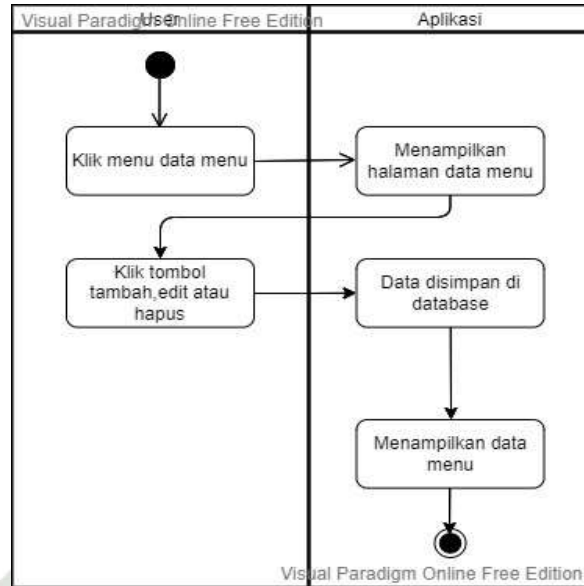 Visual Paradigm Online Free Edition
User
Aplikasi
Klik menu data menu
Menampilkan
halaman data menu
Klik tombol
tambah,edit atau
hapus
Data disimpan di
database
Menampilkan data
menu
Visual Paradigm Online Free Edition